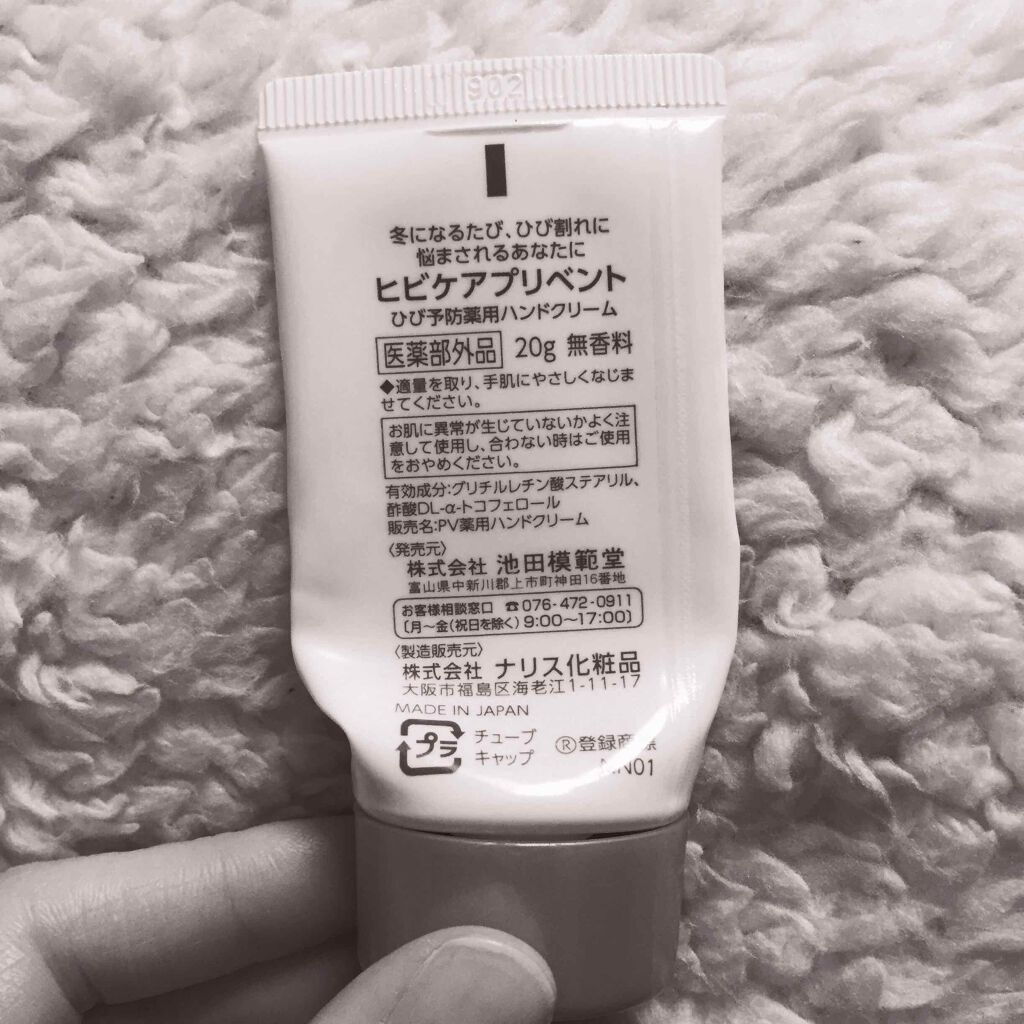 902
冬になるたび、ひび割れに
悩まされるあなたに
ヒビケアプリベント
ひび予防薬用ハンドクリーム
医薬部外品 20g 無香料
◆適量を取り、手肌にやさしくなじま
せてください。
お肌に異常が生じていないかよく注
意して使用し、合わない時はご使用
をおやめください。
有効成分:グリチルレチン酸ステアリル、
酢酸DL-α-トコフェロール
販売名:PV薬用ハンドクリーム
〈発売元〉
株式会社 池田模範堂
富山県中新川郡上市町神田16番地
お客様相談窓口 ☎076-472-0911
〔月〜金(祝日を除く) 9:00〜17:00〕
〈製造販売元〉
株式会社 ナリス化粧品
大阪市福島区海老江1-11-17
MADE IN JAPAN
プラ チューブ
キャップ
®登録商標